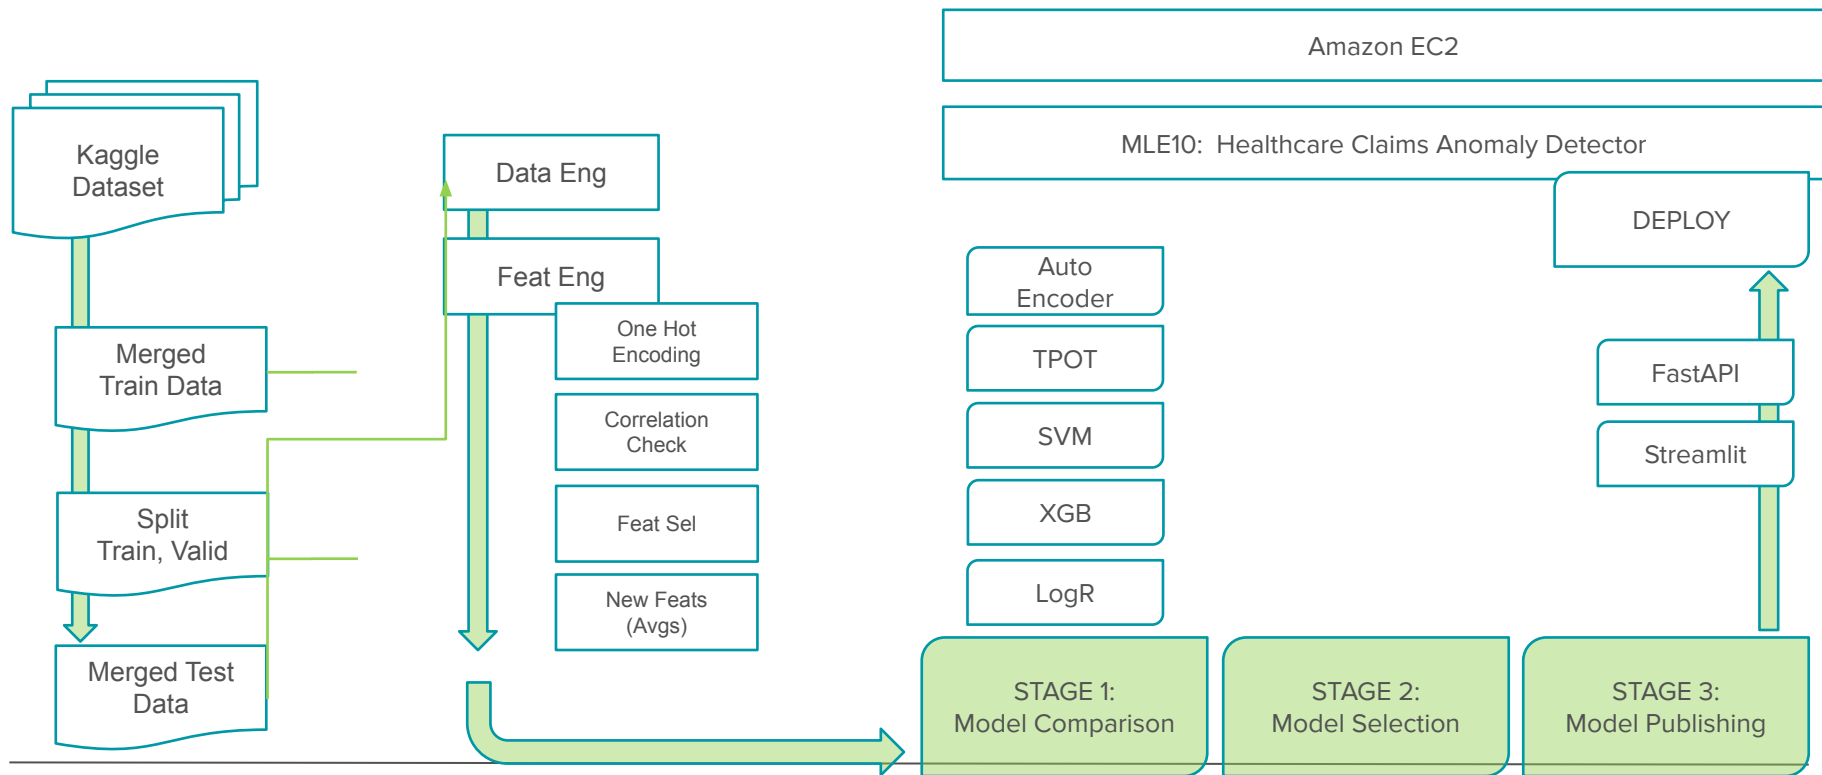 Kaggle
Dataset
Merged
Train Data
Split
Train, Valid
Merged Test
Data
Data Eng
Feat Eng
One Hot
Encoding
Correlation
Check
Feat Sel
New Feats
(Avgs)
Amazon EC2
MLE10:  Healthcare Claims Anomaly Detector
Auto
Encoder
TPOT
SVM
XGB
LogR
STAGE 1:
Model Comparison
STAGE 2:
Model Selection
DEPLOY
FastAPI
Streamlit
STAGE 3:
Model Publishing